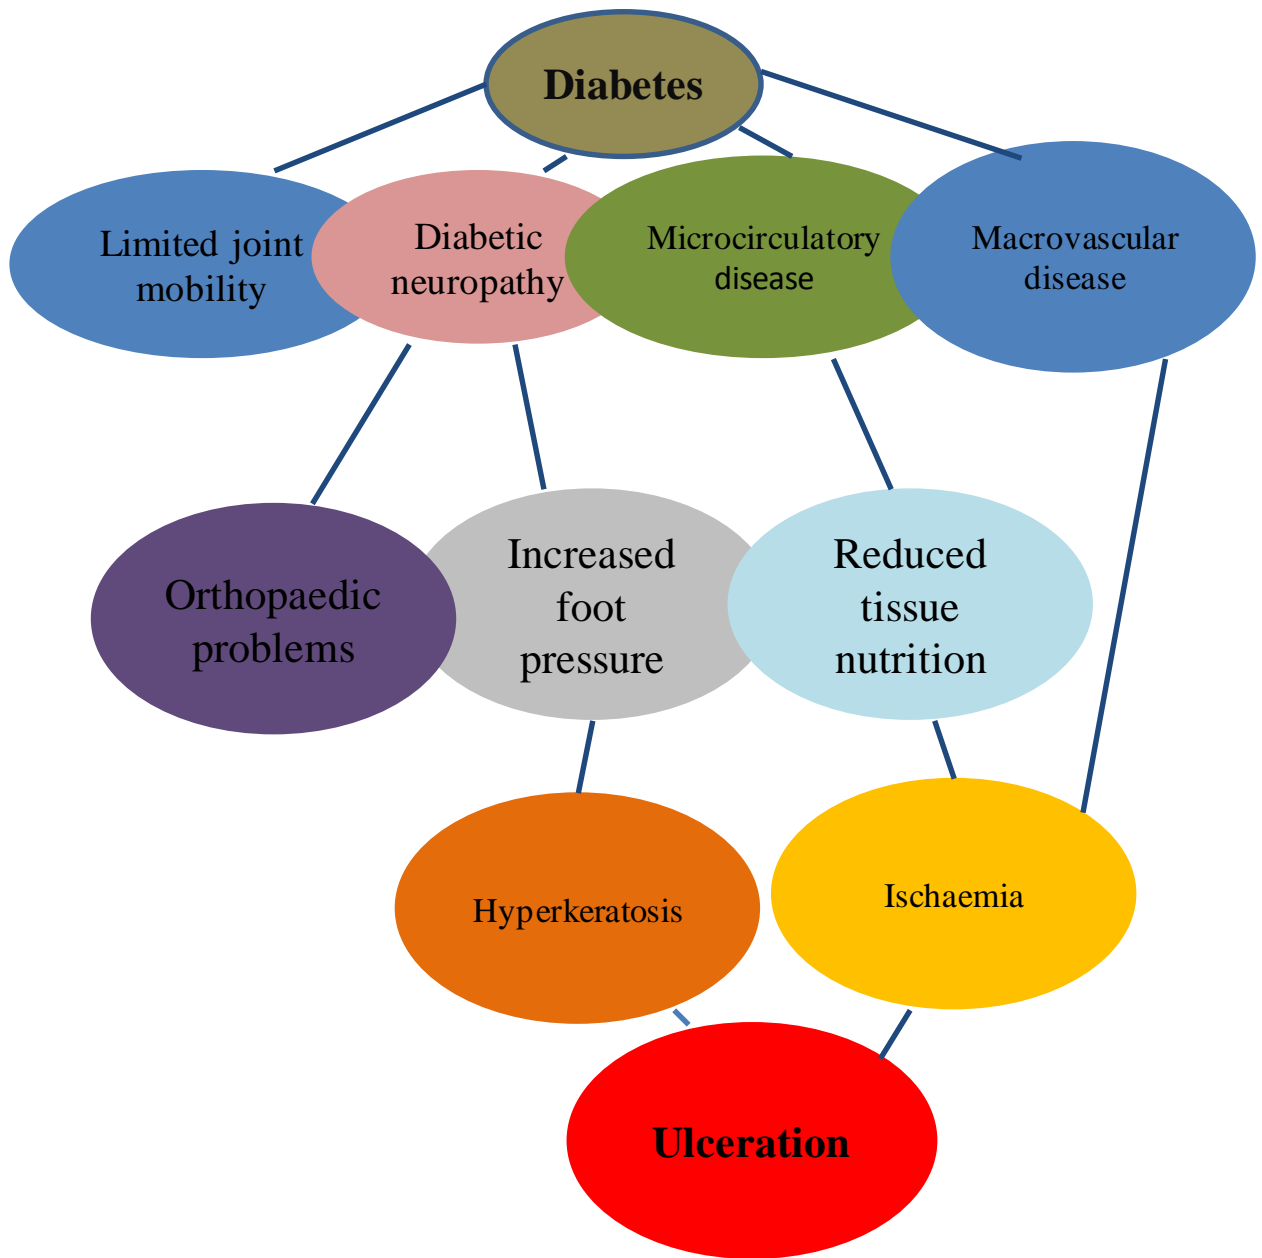 Diabetes
Limited joint
mobility
Diabetic
neuropathy
Microcirculatory
disease
Macrovascular
disease
Orthopaedic
problems
Increased
foot
pressure
Reduced
tissue
nutrition
Hyperkeratosis
Ischaemia
Ulceration